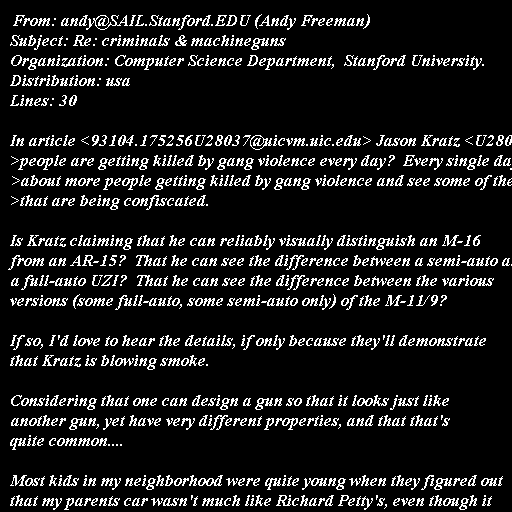 From: andy@SAIL.Stanford.EDU (Andy Freeman)
Subject: Re: criminals & machineguns
Organization: Computer Science Department,  Stanford University.
Distribution: usa
Lines: 30

In article <93104.175256U28037@uicvm.uic.edu> Jason Kratz <U280
>people are getting killed by gang violence every day?  Every single da
>about more people getting killed by gang violence and see some of the
>that are being confiscated.

Is Kratz claiming that he can reliably visually distinguish an M-16
from an AR-15?  That he can see the difference between a semi-auto a
a full-auto UZI?  That he can see the difference between the various
versions (some full-auto, some semi-auto only) of the M-11/9?

If so, I'd love to hear the details, if only because they'll demonstrate
that Kratz is blowing smoke.

Considering that one can design a gun so that it looks just like
another gun, yet have very different properties, and that that's
quite common....

Most kids in my neighborhood were quite young when they figured out
that my parents car wasn't much like Richard Petty's, even though it